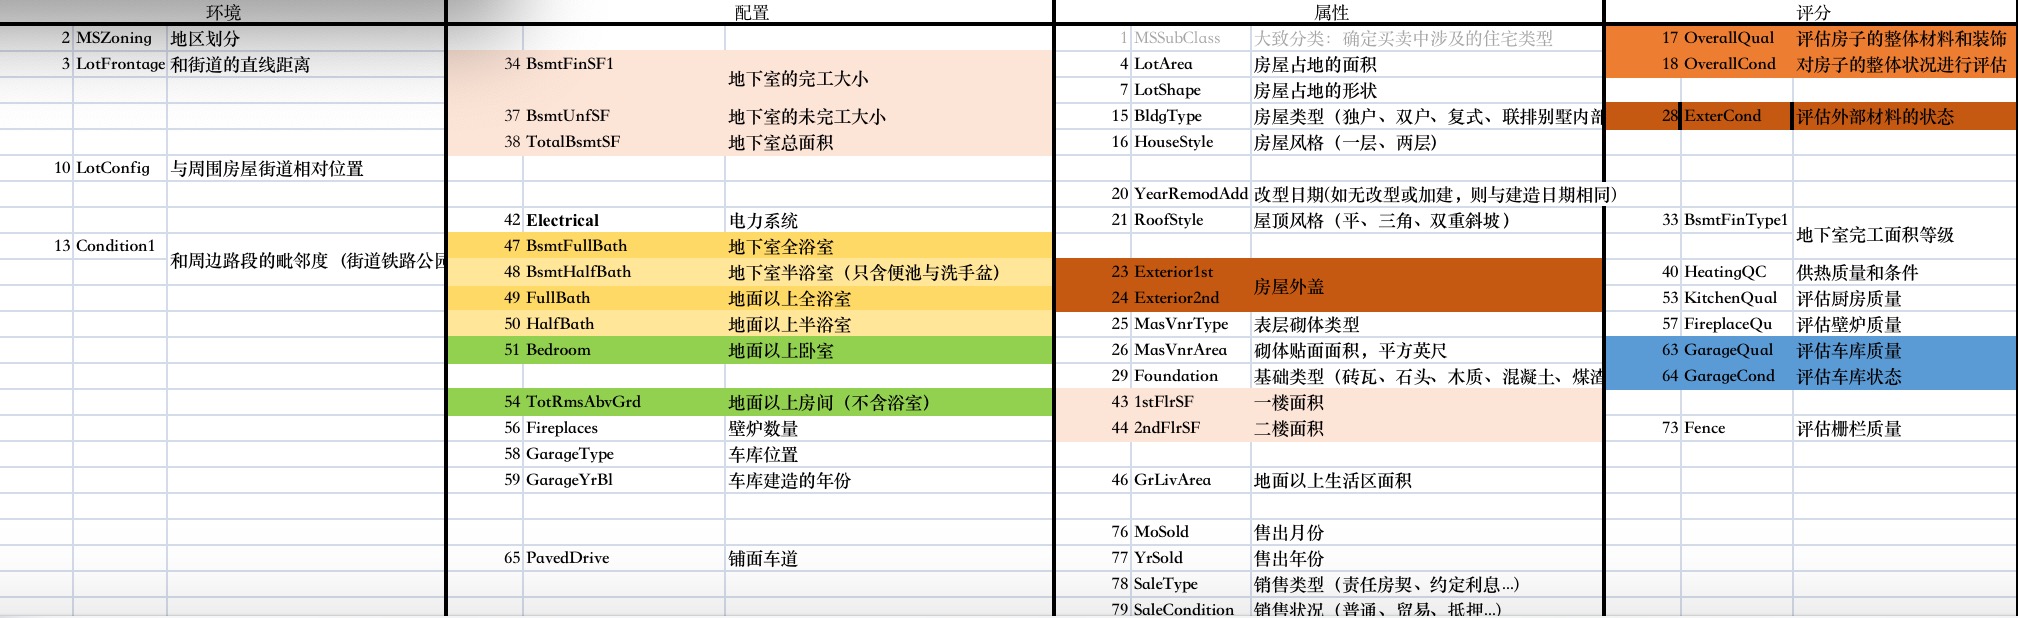 环境 配置 属性 评分
2 MSZoning 地区划分 1 MSSubClass 大致分类：确定买卖中涉及的住宅类型 17 OverallQual 评估房子的整体材料和装饰
3 LotFrontage 和街道的直线距离 34 BsmtFinSF1 4 LotArea 房屋占地的面积 18 OverallCond 对房子的整体状况进行评估
地下室的完工大小
7 LotShape 房屋占地的形状
37 BsmtUnfSF 地下室的未完工大小 15 BldgType 房屋类型（独户、双户、复式、联排别墅内部 28 ExterCond 评估外部材料的状态
38 TotalBsmtSF 地下室总面积 16 HouseStyle 房屋风格（一层、两层)
10 LotConfig 与周围房屋街道相对位置
20 YearRemodAdd 改型日期(如无改型或加建，则与建造日期相同）
42 Electrical 电力系统 21 RoofStyle 屋顶风格（平、三角、双重斜坡） 33 BsmtFinType1
地下室完工面积等级
13 Condition1 47 BsmtFullBath 地下室全浴室
和周边路段的毗邻度（街道铁路公园
48 BsmtHalfBath 地下室半浴室（只含便池与洗手盆） 23 Exterior1st 40 HeatingQC 供热质量和条件
房屋外盖
49 FullBath 地面以上全浴室 24 Exterior2nd 53 KitchenQual 评估厨房质量
50 HalfBath 地面以上半浴室 25 MasVnrType 表层砌体类型 57 FireplaceQu 评估壁炉质量
51 Bedroom 地面以上卧室 26 MasVnrArea 砌体贴面面积，平方英尺 63 GarageQual 评估车库质量
29 Foundation 基础类型（砖瓦、石头、木质、混凝土、煤渣 64 GarageCond 评估车库状态
54 TotRmsAbvGrd 地面以上房间（不含浴室） 43 1stFlrSF 一楼面积
56 Fireplaces 壁炉数量 44 2ndFlrSF 二楼面积 73 Fence 评估栅栏质量
58 GarageType 车库位置
59 GarageYrBl 车库建造的年份 46 GrLivArea 地面以上生活区面积
76 MoSold 售出月份
65 PavedDrive 铺面车道 77 YrSold 售出年份
78 SaleType 销售类型（责任房契、约定利息...）
79 SaleCondition 销售状况（普通、贸易、抵押...）